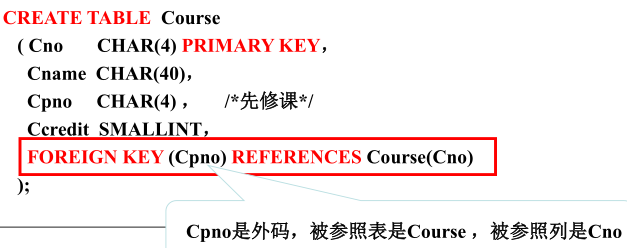 CREATE TABLE Course
( Cno CHAR(4) PRIMARY KEY，
Cname CHAR(40)，
Cpno CHAR(4) ， /*先修课*/
Ccredit SMALLINT，
FOREIGN KEY (Cpno) REFERENCES Course(Cno)
);
Cpno是外码，被参照表是Course ，被参照列是Cno